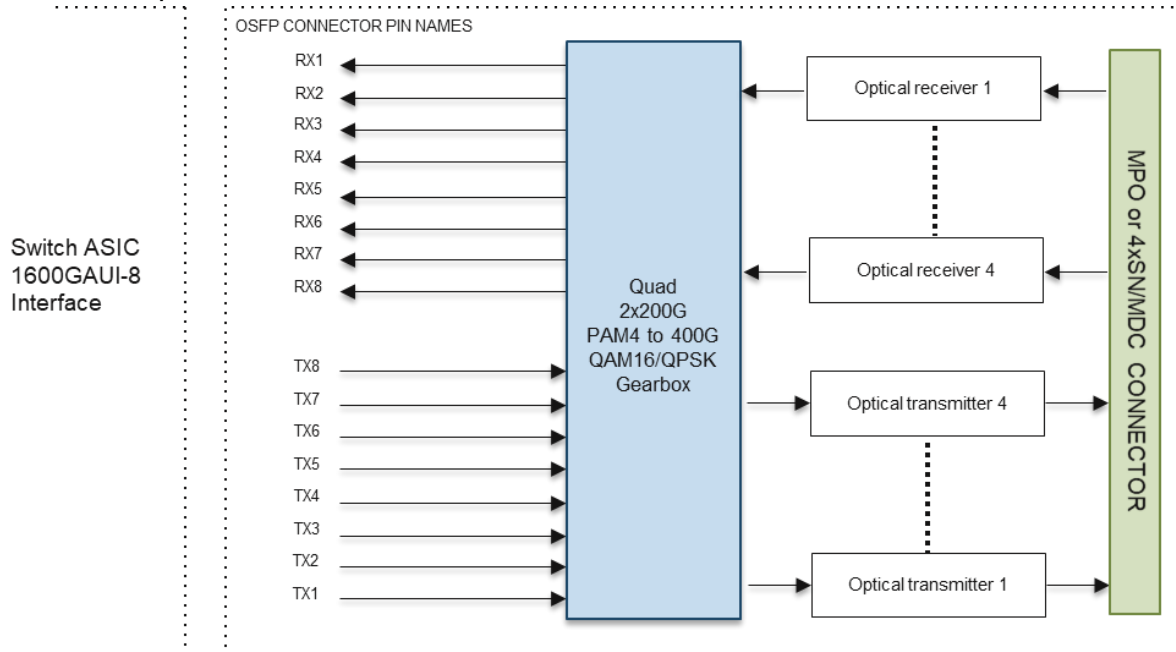 OSFP CONNECTOR PIN NAMES
RX1
RX2
RX3
RX4
RX5
RX6
RX7
RX8
TX8
TX7
TX6
TX5
TX4
TX3
TX2
TX1
Switch ASIC
1600GAUI-8
Interface
Quad
2x200G
PAM4 to 400G
QAM16/QPSK
Gearbox
Optical receiver 1
Optical receiver 4
Optical transmitter 4
Optical transmitter 1
MPO or 4xSN/MDC CONNECTOR